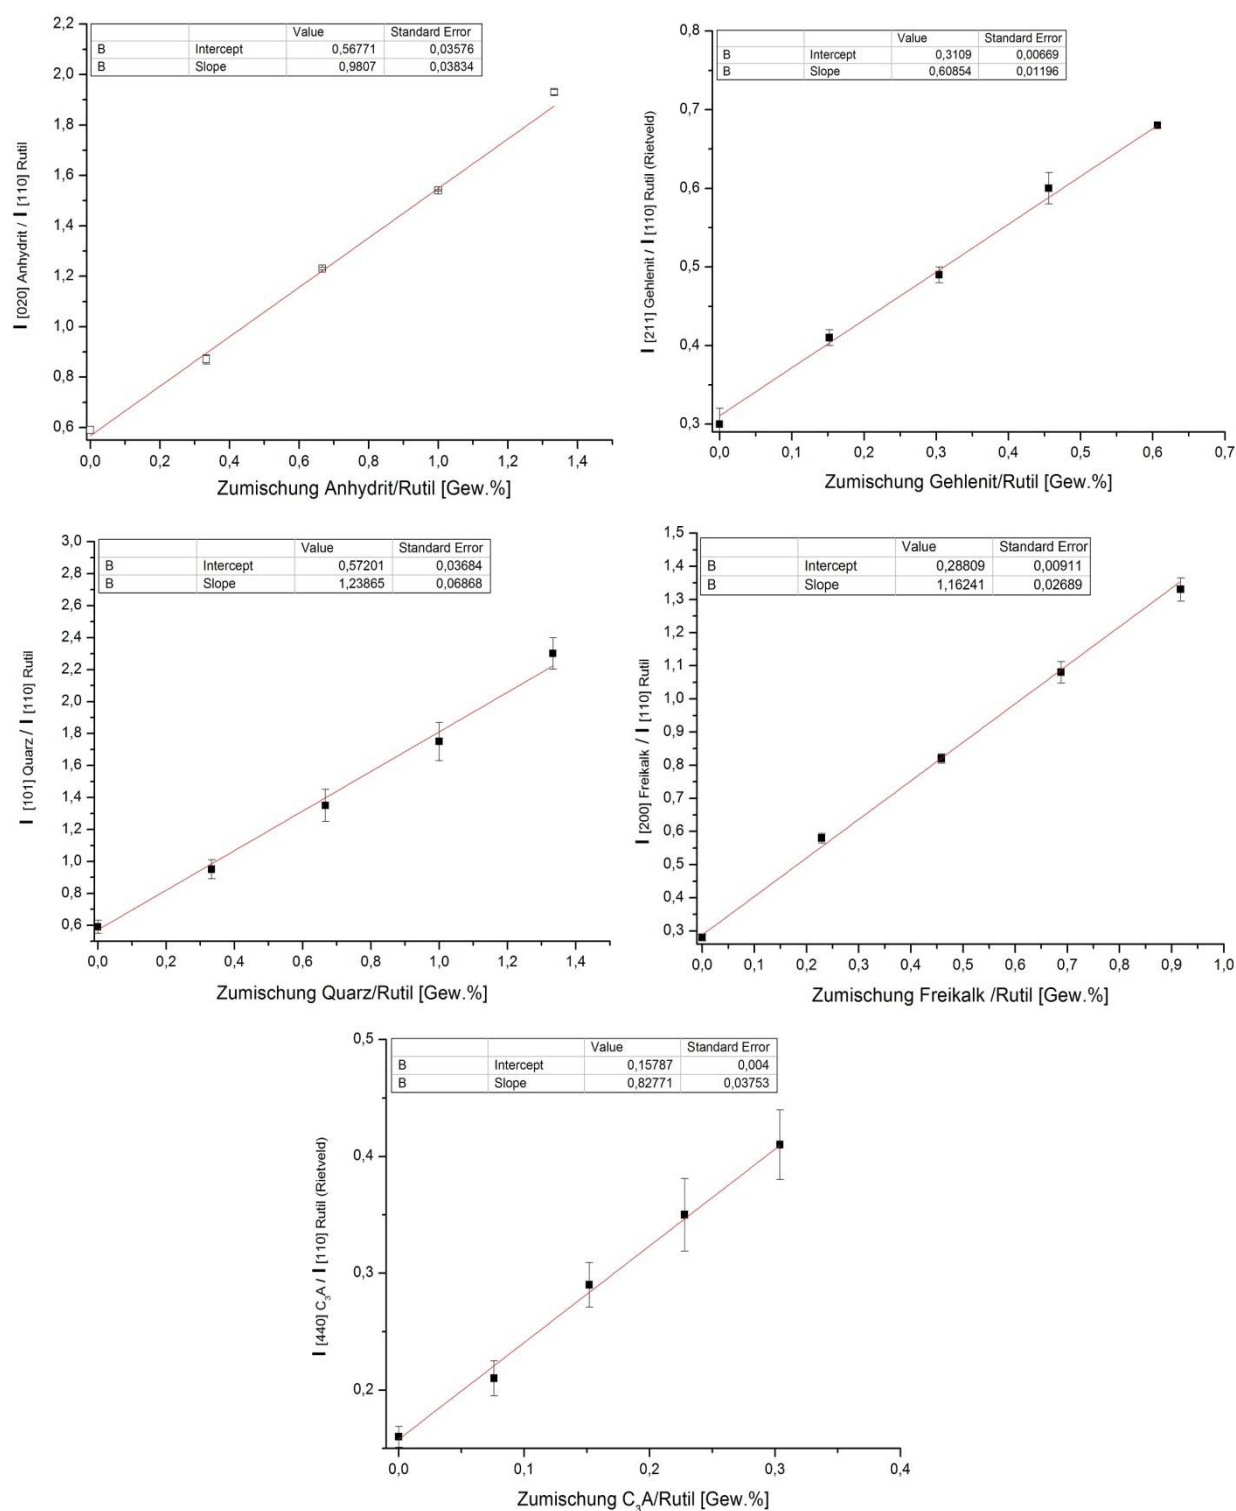 Value Standard Error
B Intercept 0,56771 0,03576
B Slope 0,9807 0,03834
2,2
2,0
1,8
1,6
1,4
1,2
1,0
0,8
0,6
I [020] Anhydrit / I [110] Rutil
0,0 0,2 0,4 0,6 0,8 1,0 1,2 1,4
Zumischung Anhydrit/Rutil [Gew.%]
Value Standard Error
B Intercept 0,3109 0,00669
B Slope 0,60854 0,01196
0,8
0,7
0,6
0,5
0,4
0,3
I [211] Gehlenit / I [110] Rutil (Rietveld)
0,0 0,1 0,2 0,3 0,4 0,5 0,6 0,7
Zumischung Gehlenit/Rutil [Gew.%]
Value Standard Error
B Intercept 0,57201 0,03684
B Slope 1,23865 0,06868
3,0
2,8
2,6
2,4
2,2
2,0
1,8
1,6
1,4
1,2
1,0
0,8
0,6
I [101] Quarz / I [110] Rutil
0,0 0,2 0,4 0,6 0,8 1,0 1,2 1,4
Zumischung Quarz/Rutil [Gew.%]
Value Standard Error
B Intercept 0,28809 0,00911
B Slope 1,16241 0,02689
1,5
1,4
1,3
1,2
1,1
1,0
0,9
0,8
0,7
0,6
0,5
0,4
0,3
I [200] Freikalk / I [110] Rutil
0,0 0,1 0,2 0,3 0,4 0,5 0,6 0,7 0,8 0,9 1,0
Zumischung Freikalk /Rutil [Gew.%]
Value Standard Error
B Intercept 0,15787 0,004
B Slope 0,82771 0,03753
0,5
0,4
0,3
0,2
I [440] C₃A / I [110] Rutil (Rietveld)
0,0 0,1 0,2 0,3 0,4
Zumischung C₃A/Rutil [Gew.%]